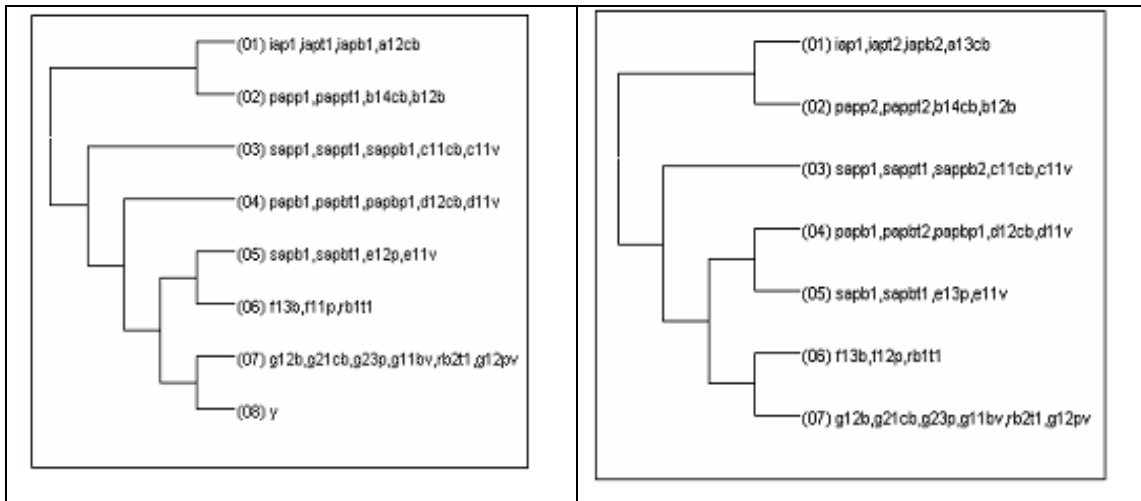 (01) iap1,iapt1,iapb1,a12cb
(02) papp1,pappt1,b14cb,b12b
(03) sapp1,sappt1,sappb1,c11cb,c11v
(04) papb1,papbt1,papbp1,d12cb,d11v
(05) sapb1,sapbt1,e12p,e11v
(06) f13b,f11p,rb1t1
(07) g12b,g21cb,g23p,g11bv,rb2t1,g12pv
(08) y
(01) iap1,iapt2,iapb2,a13cb
(02) papp2,pappt2,b14cb,b12b
(03) sapp1,sappt1,sappb2,c11cb,c11v
(04) papb1,papbt2,papbp1,d12cb,d11v
(05) sapb1,sapbt1,e13p,e11v
(06) f13b,f12p,rb1t1
(07) g12b,g21cb,g23p,g11bv,rb2t1,g12pv